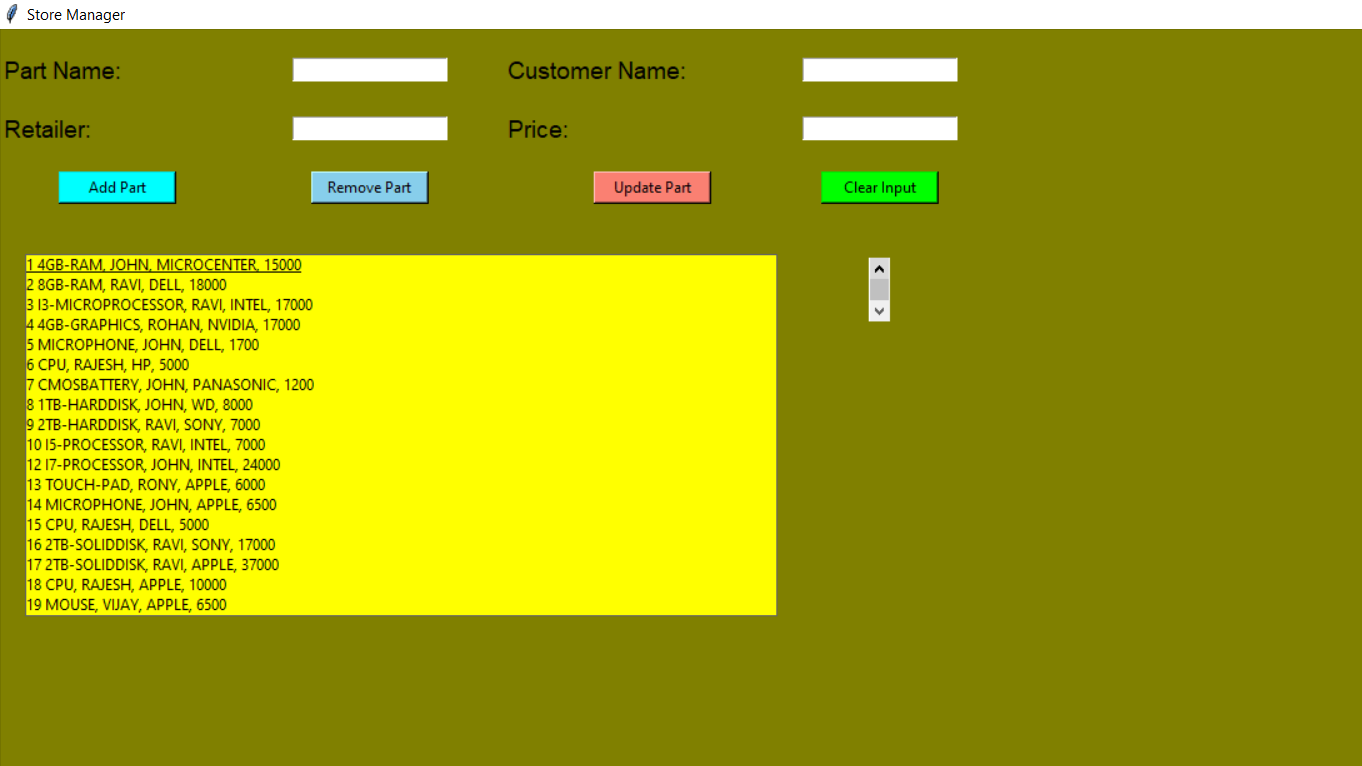 Store Manager
Part Name: Customer Name:
Retailer: Price:
Add Part Remove Part Update Part Clear Input
1 4GB-RAM, JOHN, MICROCENTER, 15000
2 8GB-RAM, RAVI, DELL, 18000
3 I3-MICROPROCESSOR, RAVI, INTEL, 17000
4 4GB-GRAPHICS, ROHAN, NVIDIA, 17000
5 MICROPHONE, JOHN, DELL, 1700
6 CPU, RAJESH, HP, 5000
7 CMOSBATTERY, JOHN, PANASONIC, 1200
8 1TB-HARDDISK, JOHN, WD, 8000
9 2TB-HARDDISK, RAVI, SONY, 7000
10 I5-PROCESSOR, RAVI, INTEL, 7000
12 I7-PROCESSOR, JOHN, INTEL, 24000
13 TOUCH-PAD, RONY, APPLE, 6000
14 MICROPHONE, JOHN, APPLE, 6500
15 CPU, RAJESH, DELL, 5000
16 2TB-SOLIDDISK, RAVI, SONY, 17000
17 2TB-SOLIDDISK, RAVI, APPLE, 37000
18 CPU, RAJESH, APPLE, 10000
19 MOUSE, VIJAY, APPLE, 6500